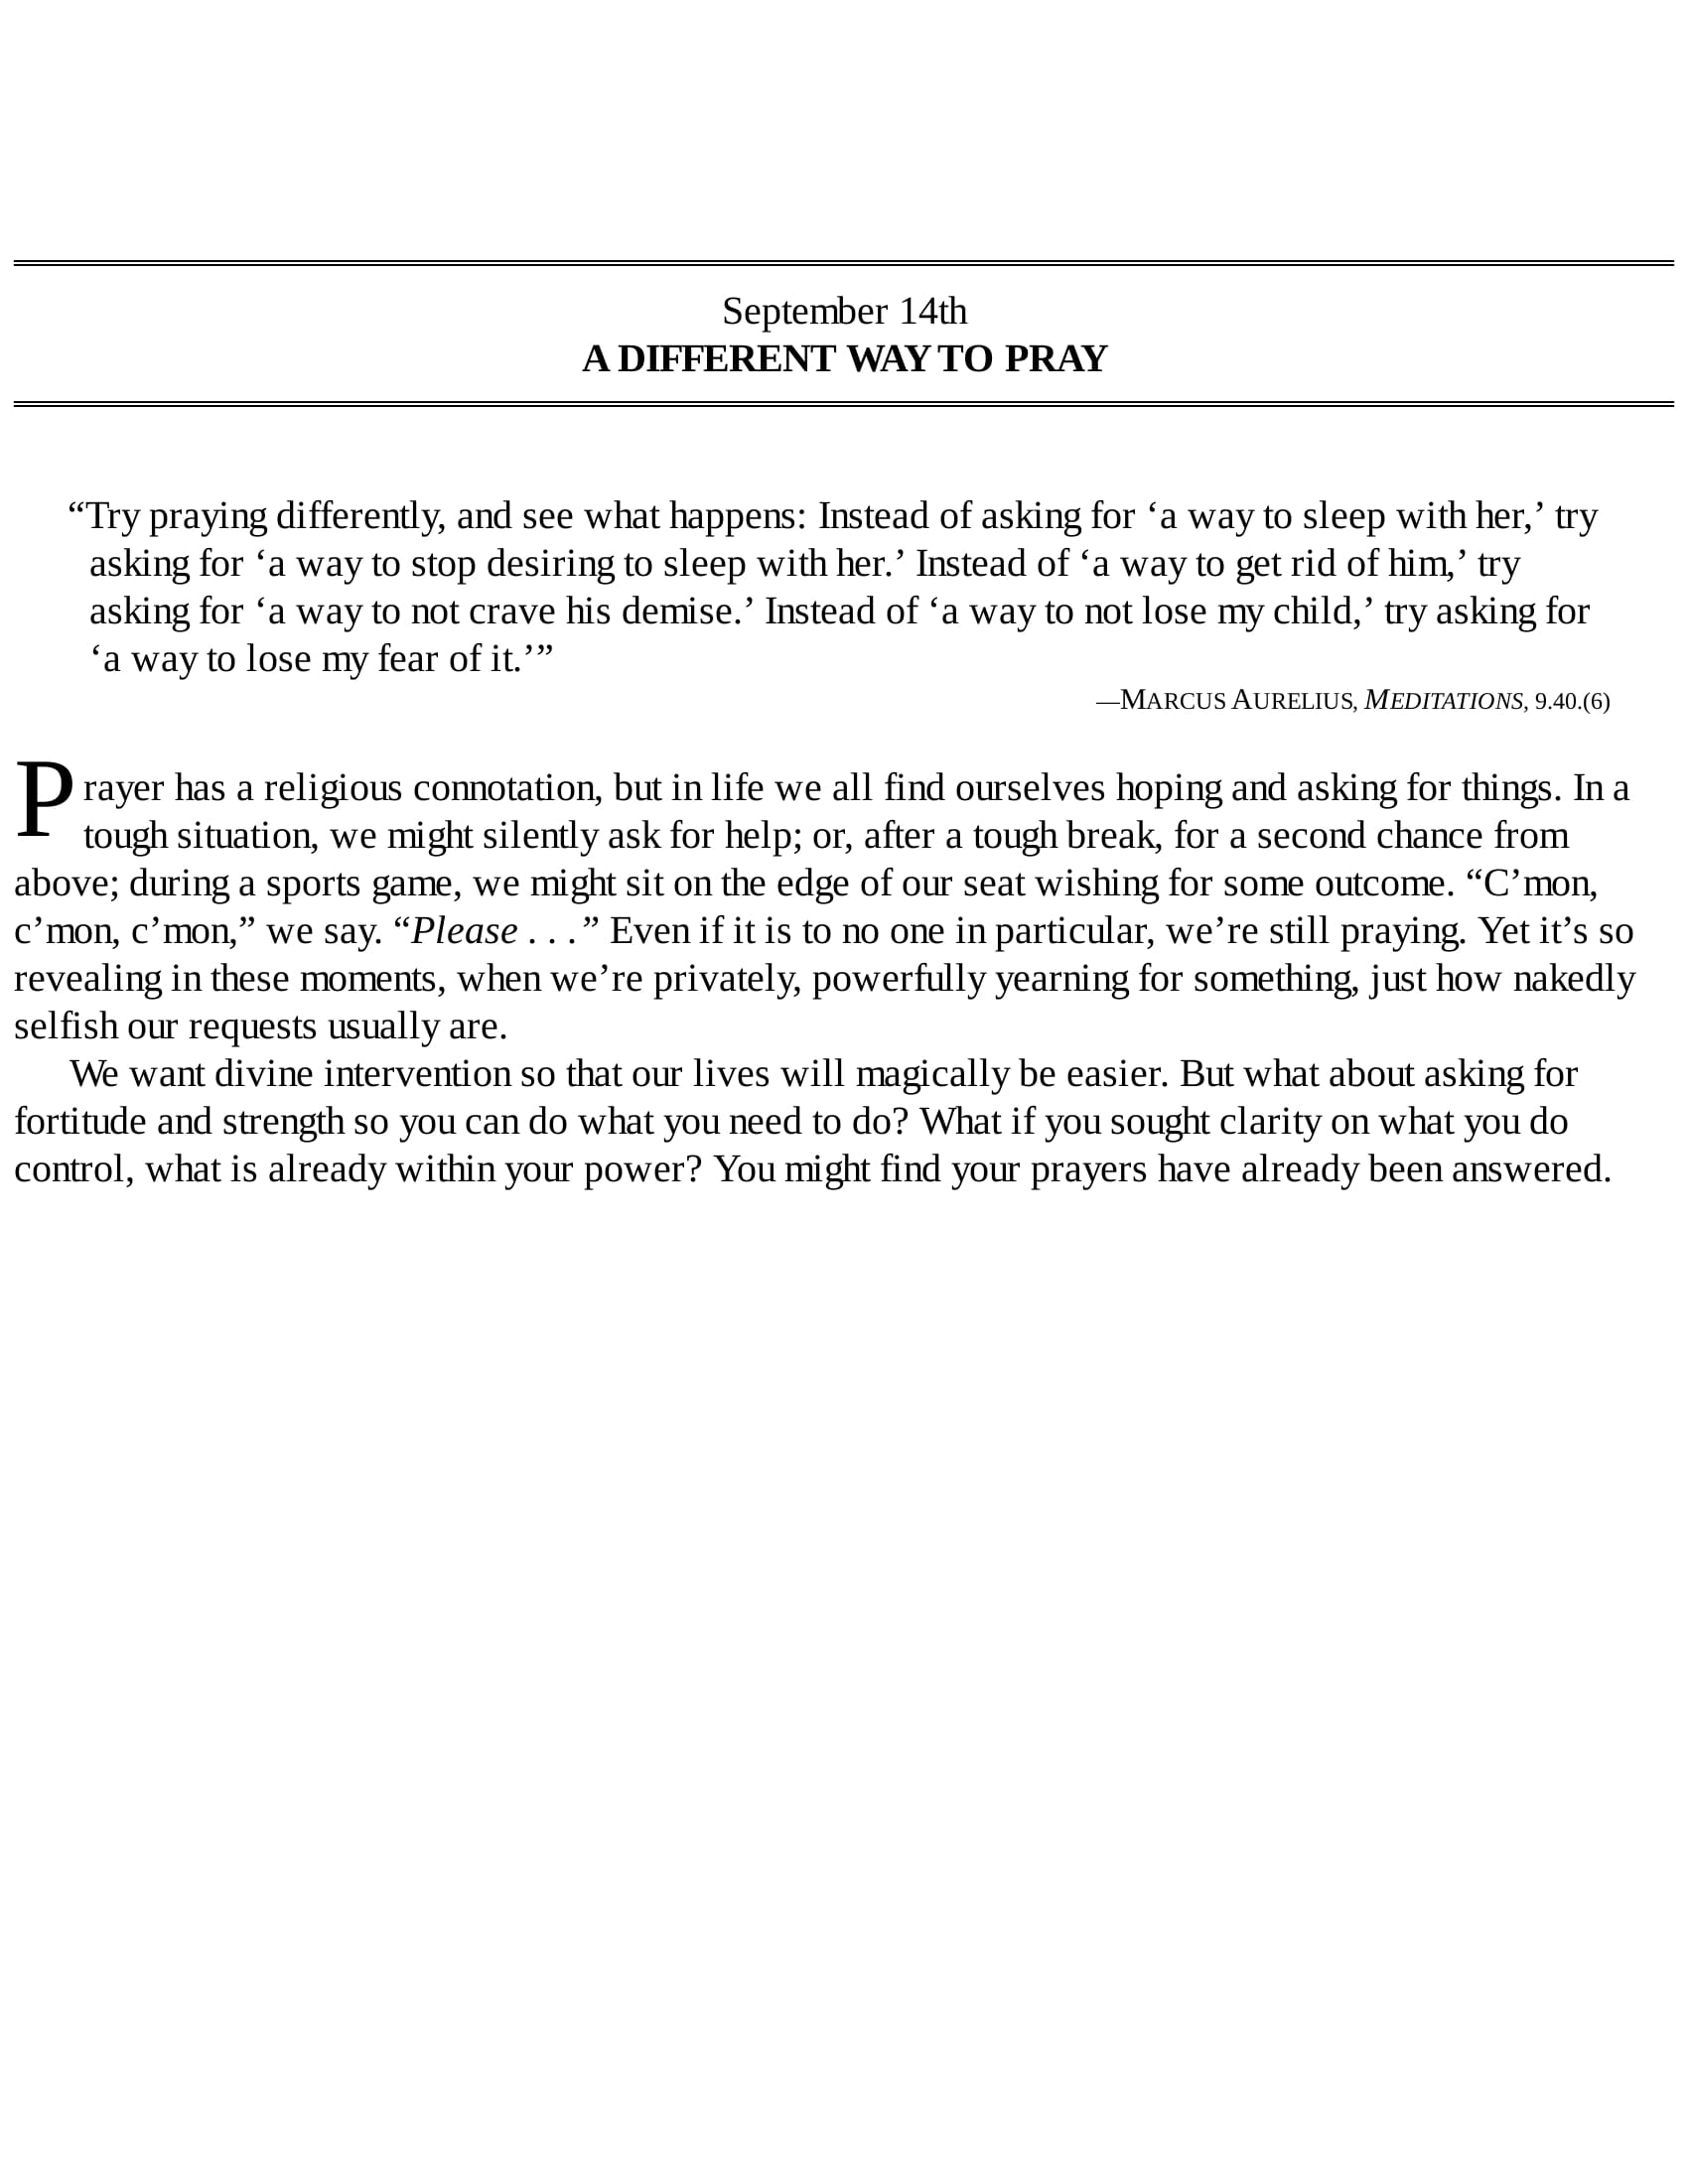 September 14th
A DIFFERENT WAY TO PRAY
“Try praying differently, and see what happens: Instead of asking for ‘a way to sleep with her,’ try
asking for ‘a way to stop desiring to sleep with her.’ Instead of ‘a way to get rid of him,’ try
asking for ‘a way to not crave his demise.’ Instead of ‘a way to not lose my child,’ try asking for
‘a way to lose my fear of it.’”
—MARCUS AURELIUS, MEDITATIONS, 9.40.(6)
Prayer has a religious connotation, but in life we all find ourselves hoping and asking for things. In a
tough situation, we might silently ask for help; or, after a tough break, for a second chance from
above; during a sports game, we might sit on the edge of our seat wishing for some outcome. “C’mon,
c’mon, c’mon,” we say. “Please . . . ” Even if it is to no one in particular, we’re still praying. Yet it’s so
revealing in these moments, when we’re privately, powerfully yearning for something, just how nakedly
selfish our requests usually are.
We want divine intervention so that our lives will magically be easier. But what about asking for
fortitude and strength so you can do what you need to do? What if you sought clarity on what you do
control, what is already within your power? You might find your prayers have already been answered.